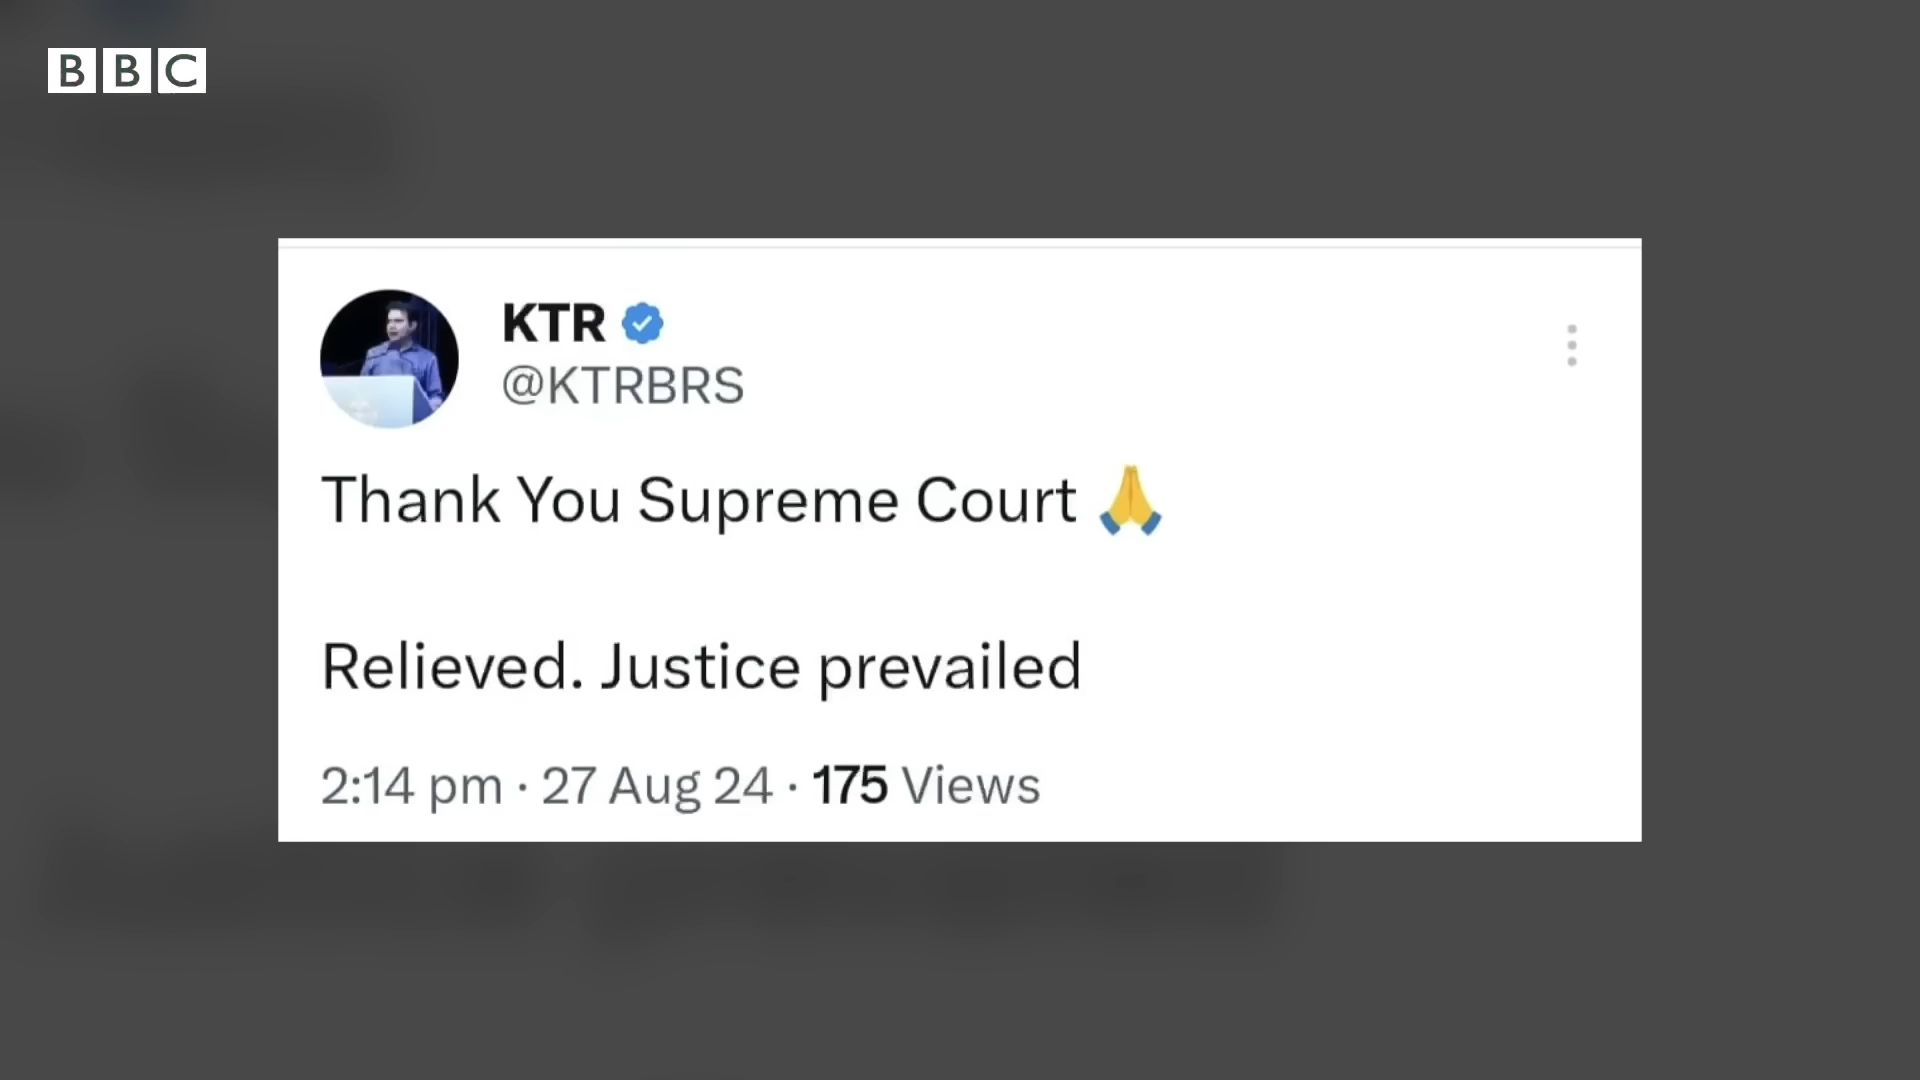 BBC
KTR
@KTRBRS
Thank You Supreme Court 🙏
Relieved. Justice prevailed
2:14 pm · 27 Aug 24 · 175 Views